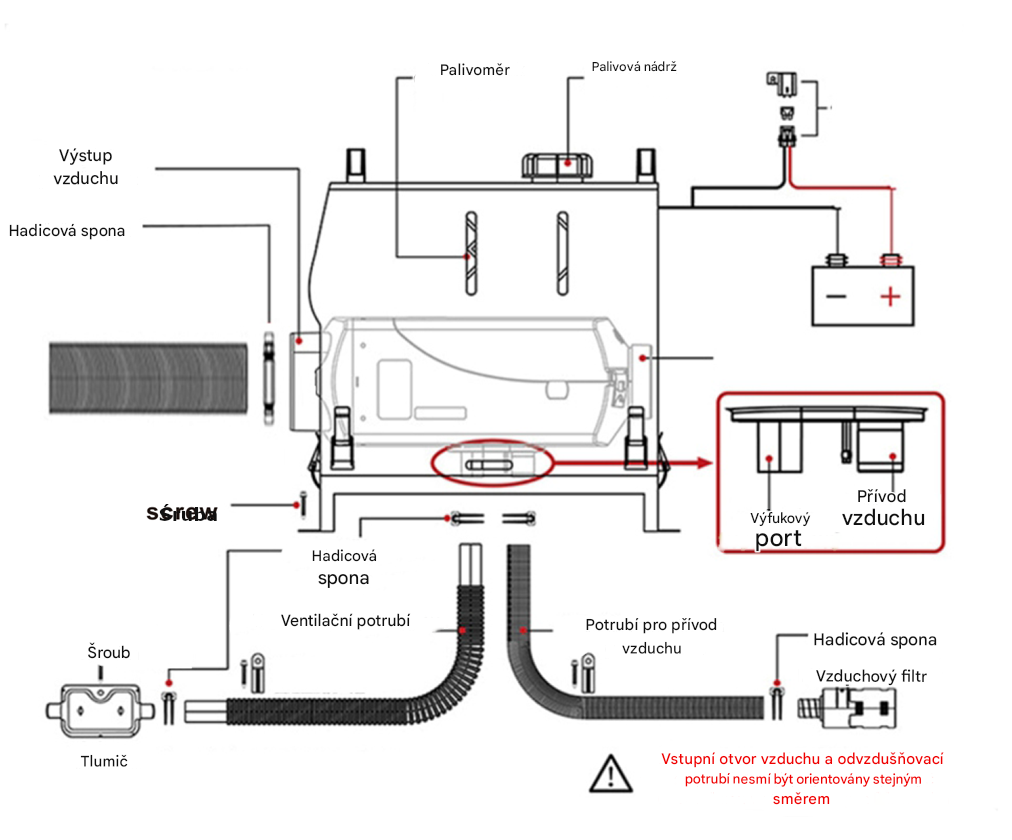 Palivoměr
Palivová nádrž
Výstup
vzduchu
Hadicová spona
Přívod
vzduchu
Výfukový
port
screw
Hadicová
spona
Ventilační potrubí
Potrubí pro přívod
vzduchu
Hadicová spona
Šroub
Vzduchový filtr
Tlumič
Vstupní otvor vzduchu a odvzdušňovací
potrubí nesmí být orientovány stejným
směrem